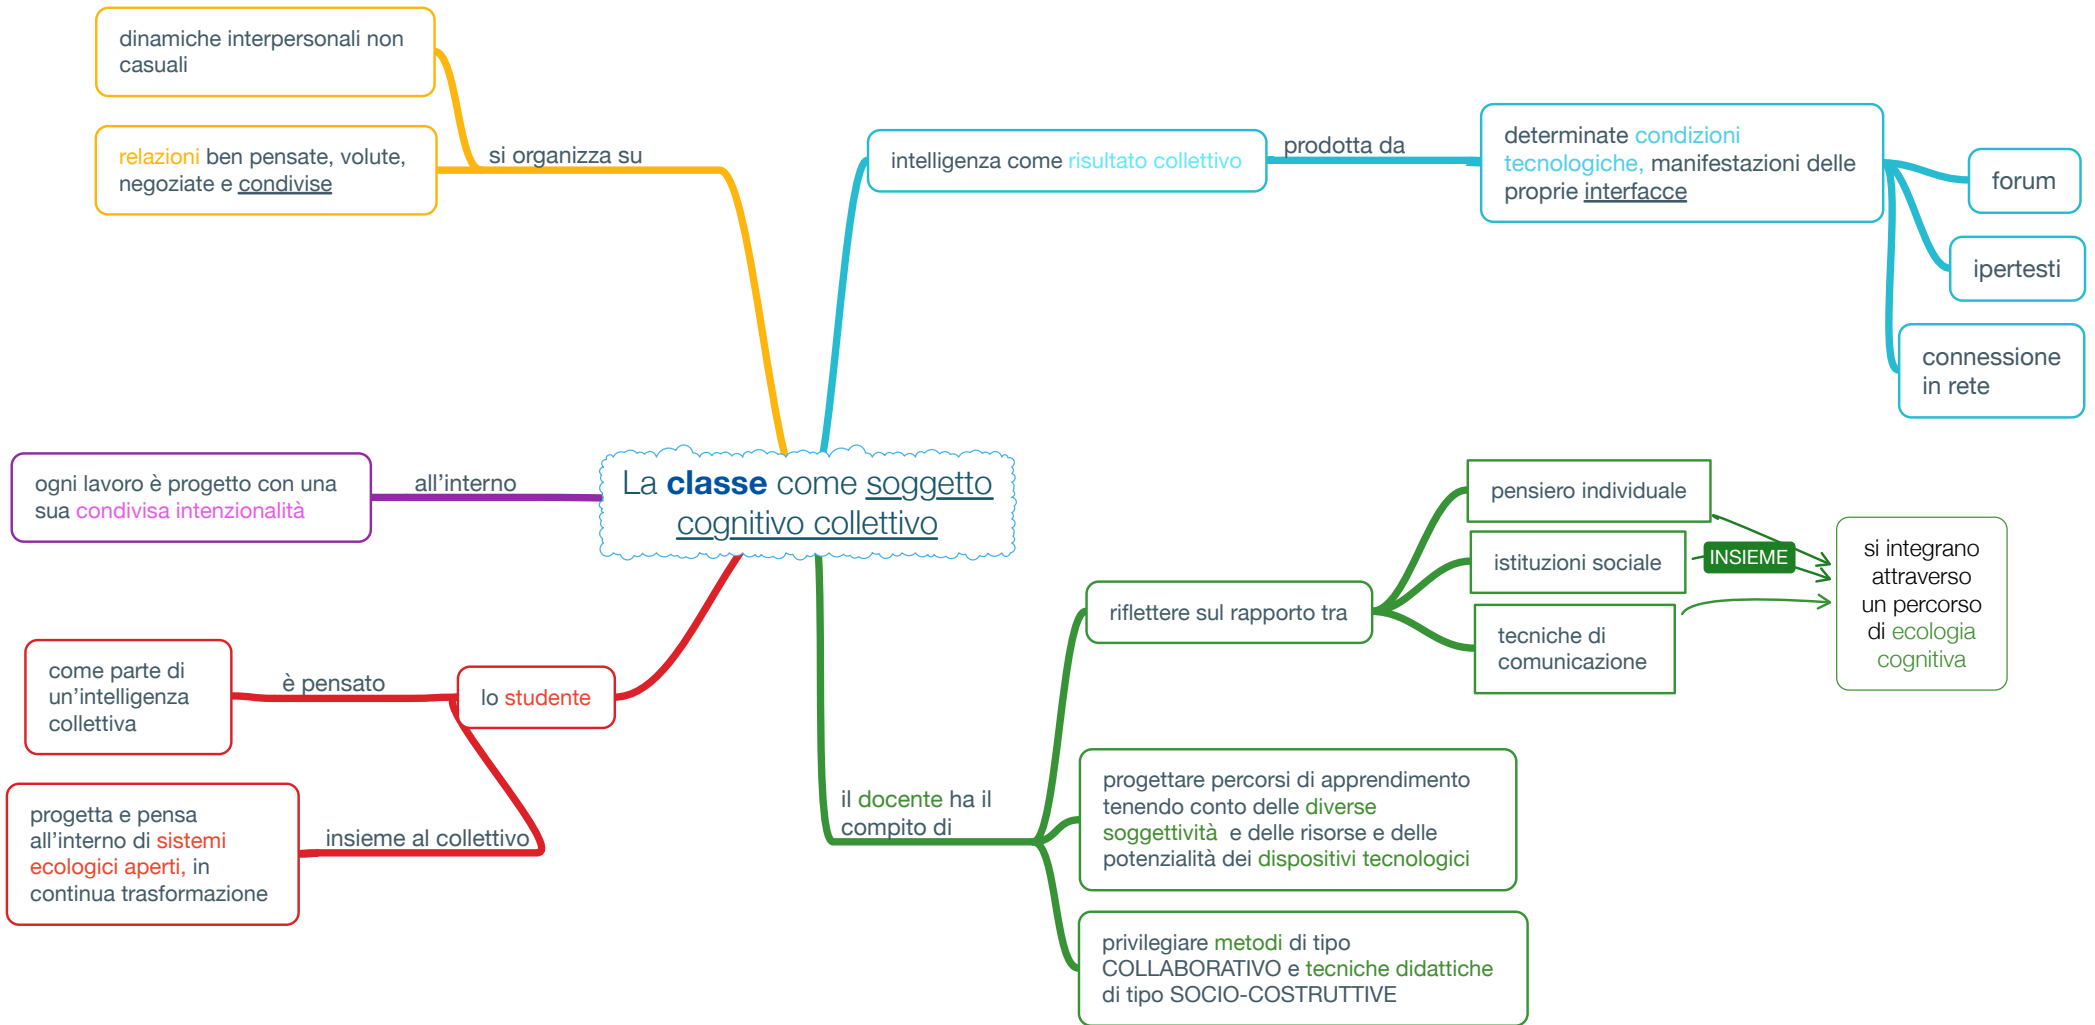 dinamiche interpersonali non
casuali
relazioni ben pensate, volute,
negoziate e condivise
si organizza su
intelligenza come risultato collettivo
prodotta da
determinate condizioni
tecnologiche, manifestazioni delle
proprie interfacce
forum
ipertesti
connessione
in rete
La classe come soggetto
cognitivo collettivo
all'interno
ogni lavoro è progetto con una
sua condivisa intenzionalità
lo studente
è pensato
come parte di
un'intelligenza
collettiva
insieme al collettivo
progetta e pensa
all'interno di sistemi
ecologici aperti, in
continua trasformazione
il docente ha il
compito di
riflettere sul rapporto tra
pensiero individuale
istituzioni sociale
tecniche di
comunicazione
INSIEME
si integrano
attraverso
un percorso
di ecologia
cognitiva
progettare percorsi di apprendimento
tenendo conto delle diverse
soggettività e delle risorse e delle
potenzialità dei dispositivi tecnologici
privilegiare metodi di tipo
COLLABORATIVO e tecniche didattiche
di tipo SOCIO-COSTRUTTIVE